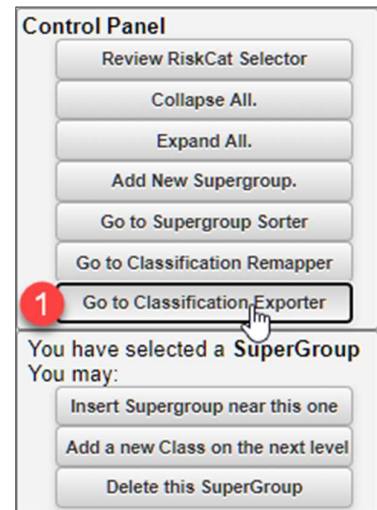 Control Panel
Review RiskCat Selector
Collapse All.
Expand All.
Add New Supergroup.
Go to Supergroup Sorter
Go to Classification Remapper
1
Go to Classification Exporter
You have selected a SuperGroup
You may:
Insert Supergroup near this one
Add a new Class on the next level
Delete this SuperGroup